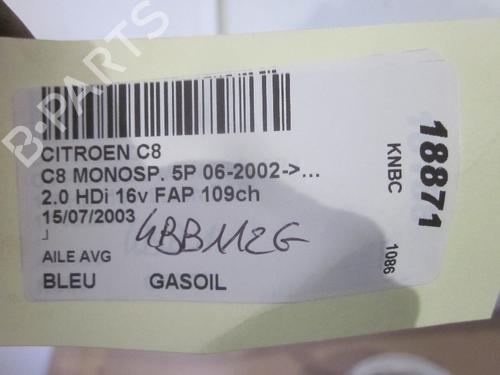 CITROEN C8
C8 MONOSP. 5P 06-2002->...
2.0 HDi 16v FAP 109ch
15/07/2003
4BB112G
AILE AVG
BLEU GASOIL
18871
KNBC
1086
B-PARTS